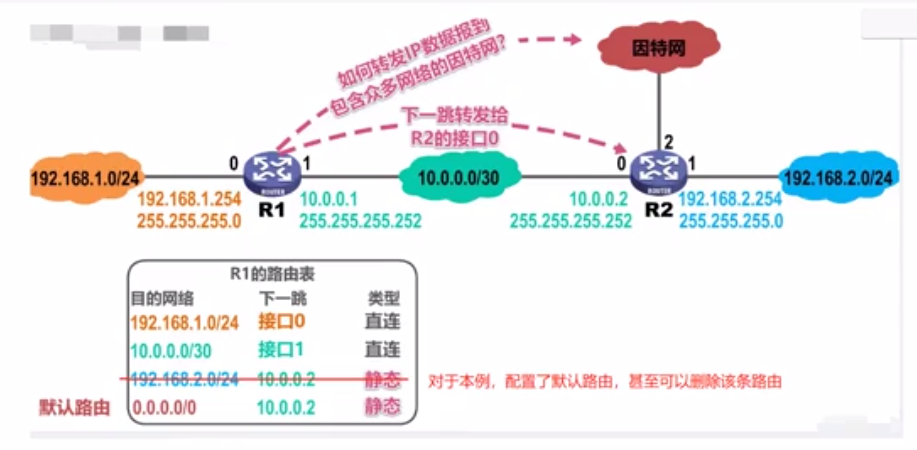 如何转发IP数据报到
包含众多网络的因特网？
因特网
下一跳转发给
R2的接口0
2
0
1
0
1
192.168.1.0/24
10.0.0.0/30
192.168.2.0/24
ROUTER
ROUTER
192.168.1.254
255.255.255.0
R1
10.0.0.1
255.255.255.252
10.0.0.2
255.255.255.252
R2
192.168.2.254
255.255.255.0
R1的路由表
目的网络 下一跳 类型
192.168.1.0/24 接口0 直连
10.0.0.0/30 接口1 直连
192.168.2.0/24 10.0.0.2 静态 对于本例，配置了默认路由，甚至可以删除该条路由
默认路由 0.0.0.0/0 10.0.0.2 静态